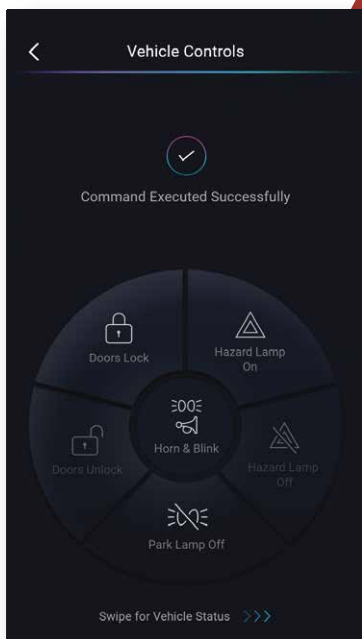 Vehicle Controls
Command Executed Successfully
Doors Lock
Hazard Lamp
On
Horn & Blink
Doors Unlock
Hazard Lamp
Off
Park Lamp Off
Swipe for Vehicle Status >>>